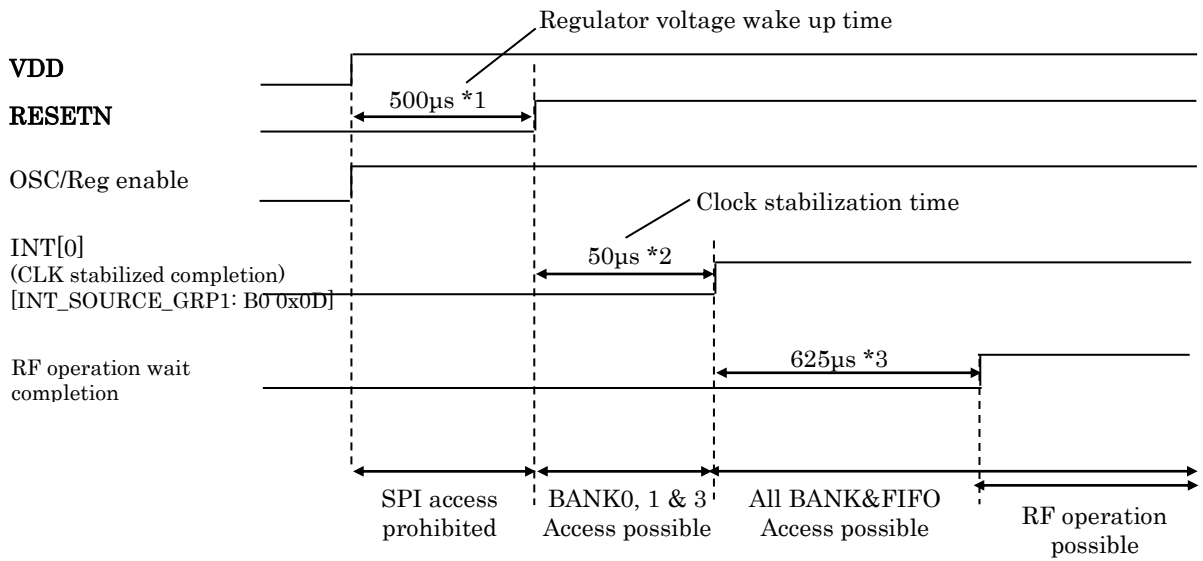 Regulator voltage wake up time
VDD
500µs *1
RESETN
OSC/Reg enable
Clock stabilization time
INT[0]
(CLK stabilized completion)
[INT_SOURCE_GRP1: B0 0x0D]
50µs *2
RF operation wait
completion
625µs *3
SPI access
prohibited
BANK0, 1 & 3
Access possible
All BANK&FIFO
Access possible
RF operation
possible